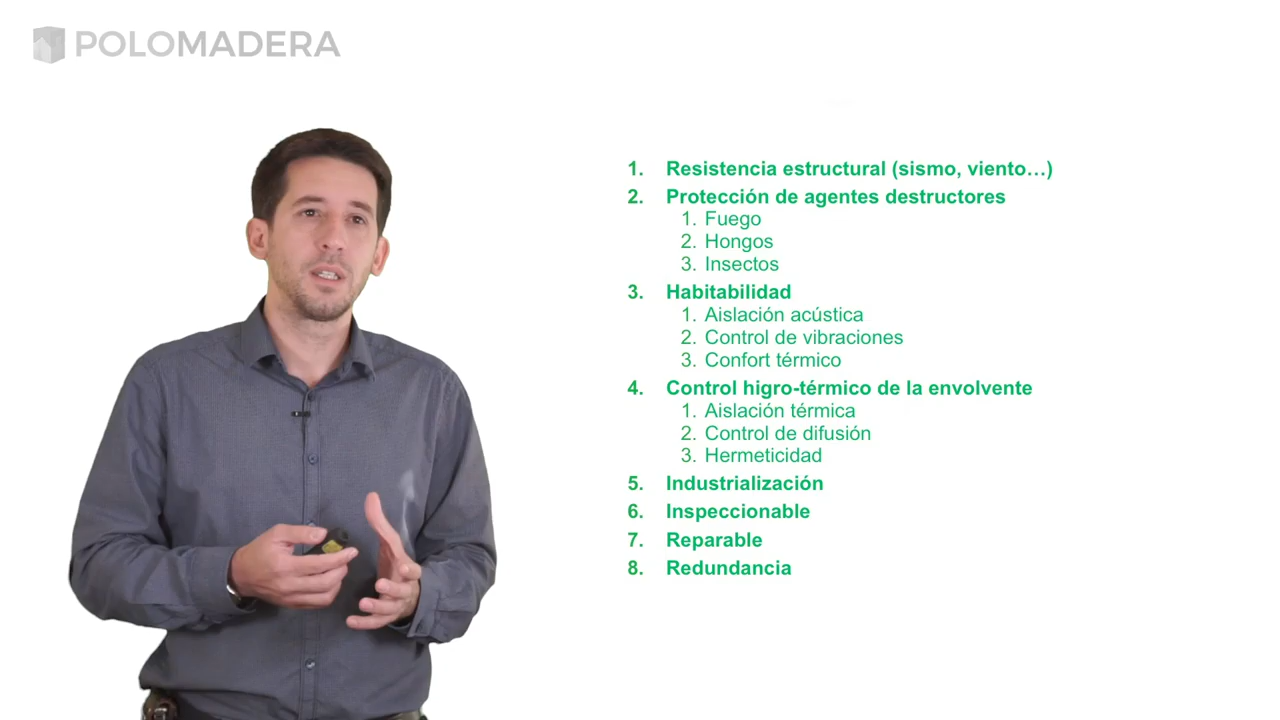 POLOMADERA
1. Resistencia estructural (sismo, viento…)
2. Protección de agentes destructores
1. Fuego
2. Hongos
3. Insectos
3. Habitabilidad
1. Aislación acústica
2. Control de vibraciones
3. Confort térmico
4. Control higro-térmico de la envolvente
1. Aislación térmica
2. Control de difusión
3. Hermeticidad
5. Industrialización
6. Inspeccionable
7. Reparable
8. Redundancia